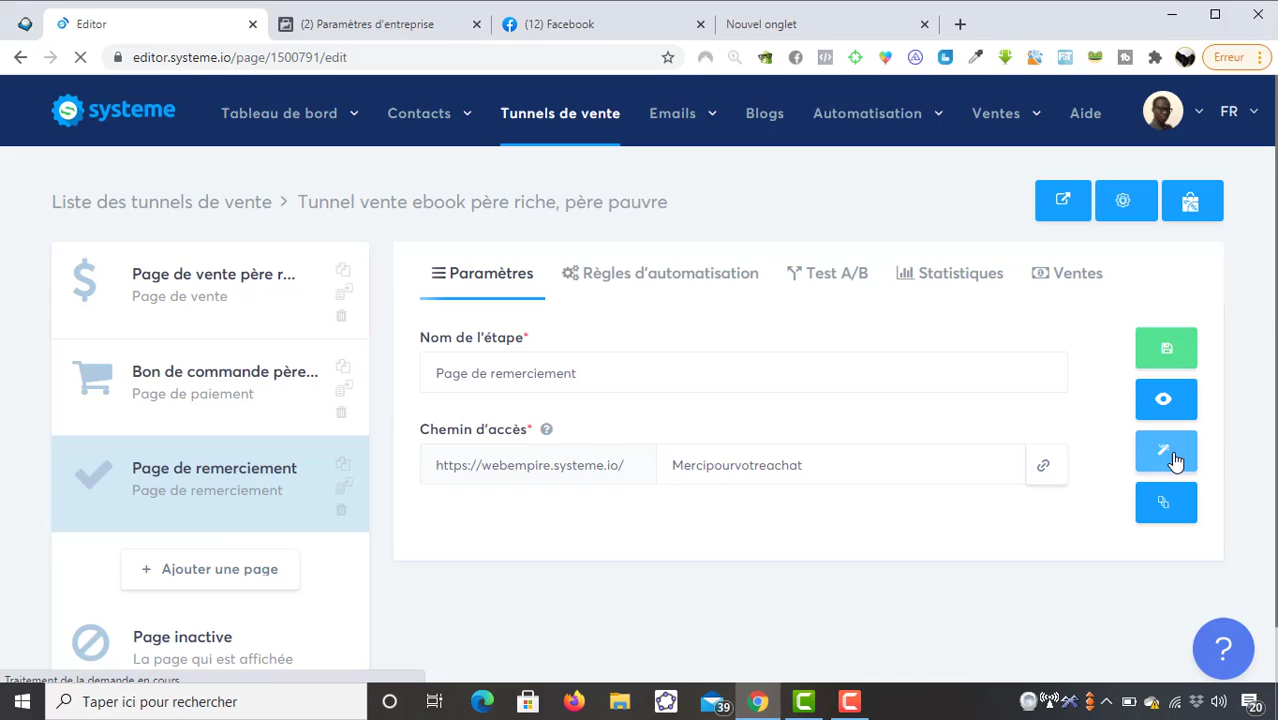 Editor
(2) Paramètres d'entreprise
(12) Facebook
Nouvel onglet
editor.systeme.io/page/1500791/edit
Erreur
systeme
Tableau de bord
Contacts
Tunnels de vente
Emails
Blogs
Automatisation
Ventes
Aide
FR
Liste des tunnels de vente > Tunnel vente ebook père riche, père pauvre
Page de vente père r...
Page de vente
Bon de commande père...
Page de paiement
Page de remerciement
Page de remerciement
+ Ajouter une page
Page inactive
La page qui est affichée
Paramètres
Règles d'automatisation
Test A/B
Statistiques
Ventes
Nom de l'étape*
Page de remerciement
Chemin d'accès* ?
https://webempire.systeme.io/
Mercipourvotreachat
?
Traitement de la demande en cours
Taper ici pour rechercher
39
20